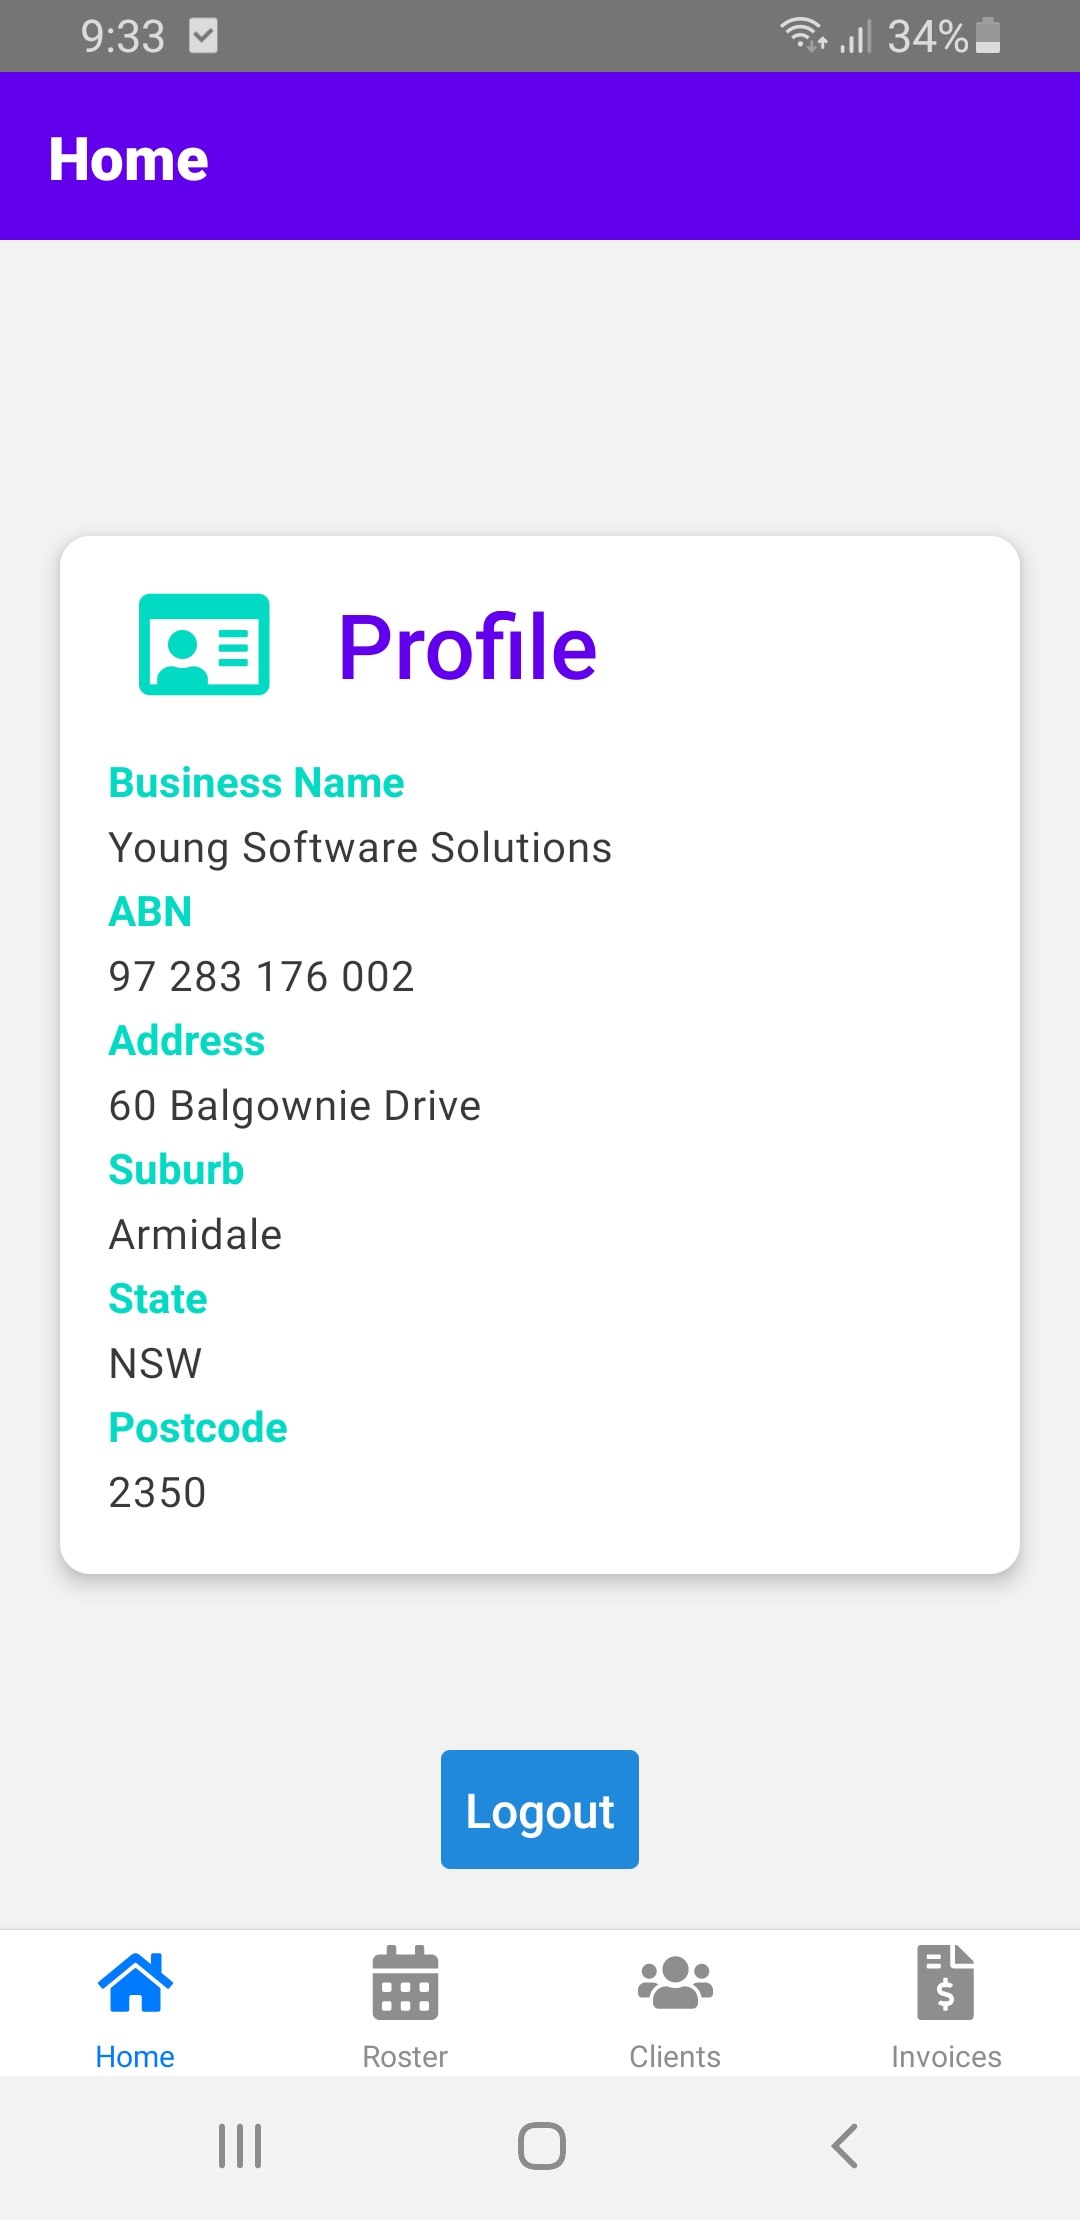 9:33
34%
Home
Profile
Business Name
Young Software Solutions
ABN
97 283 176 002
Address
60 Balgownie Drive
Suburb
Armidale
State
NSW
Postcode
2350
Logout
Home Roster Clients Invoices